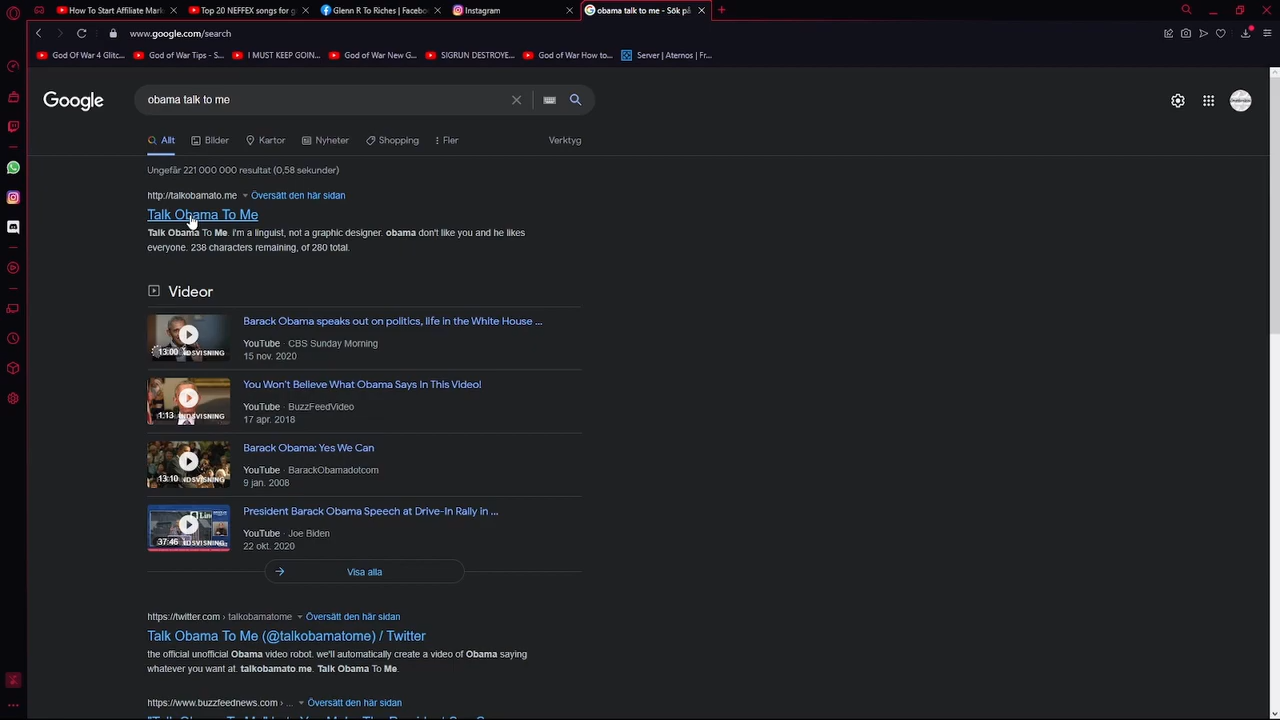 How To Start Affiliate Mark
Top 20 NEFFEX songs for g
Glenn R To Riches | Faceb
Instagram
obama talk to me - Sök på
www.google.com/search
God Of War 4 Glitc...
God of War Tips - S...
I MUST KEEP GOIN...
God of War New G...
SIGRUN DESTROYE...
God of War How to...
Server | Aternos | Fr...
Google
obama talk to me
Allt
Bilder
Kartor
Nyheter
Shopping
Fler
Verktyg
Ungefär 221 000 000 resultat (0,58 sekunder)
http://talkobamato.me
Översätt den här sidan
Talk Obama To Me
Talk Obama To Me. i'm a linguist, not a graphic designer. obama don't like you and he likes
everyone. 238 characters remaining, of 280 total.
Videor
Barack Obama speaks out on politics, life in the White House ...
YouTube · CBS Sunday Morning
15 nov. 2020
13:00
You Won't Believe What Obama Says In This Video!
YouTube · BuzzFeedVideo
17 apr. 2018
1:13
Barack Obama: Yes We Can
YouTube · BarackObamadotcom
9 jan. 2008
13:10
President Barack Obama Speech at Drive-In Rally in ...
YouTube · Joe Biden
22 okt. 2020
37:46
Visa alla
https://twitter.com › talkobamatome
Översätt den här sidan
Talk Obama To Me (@talkobamatome) / Twitter
the official unofficial Obama video robot. we'll automatically create a video of Obama saying
whatever you want at. talkobamato.me. Talk Obama To Me.
https://www.buzzfeednews.com › ...
Översätt den här sidan